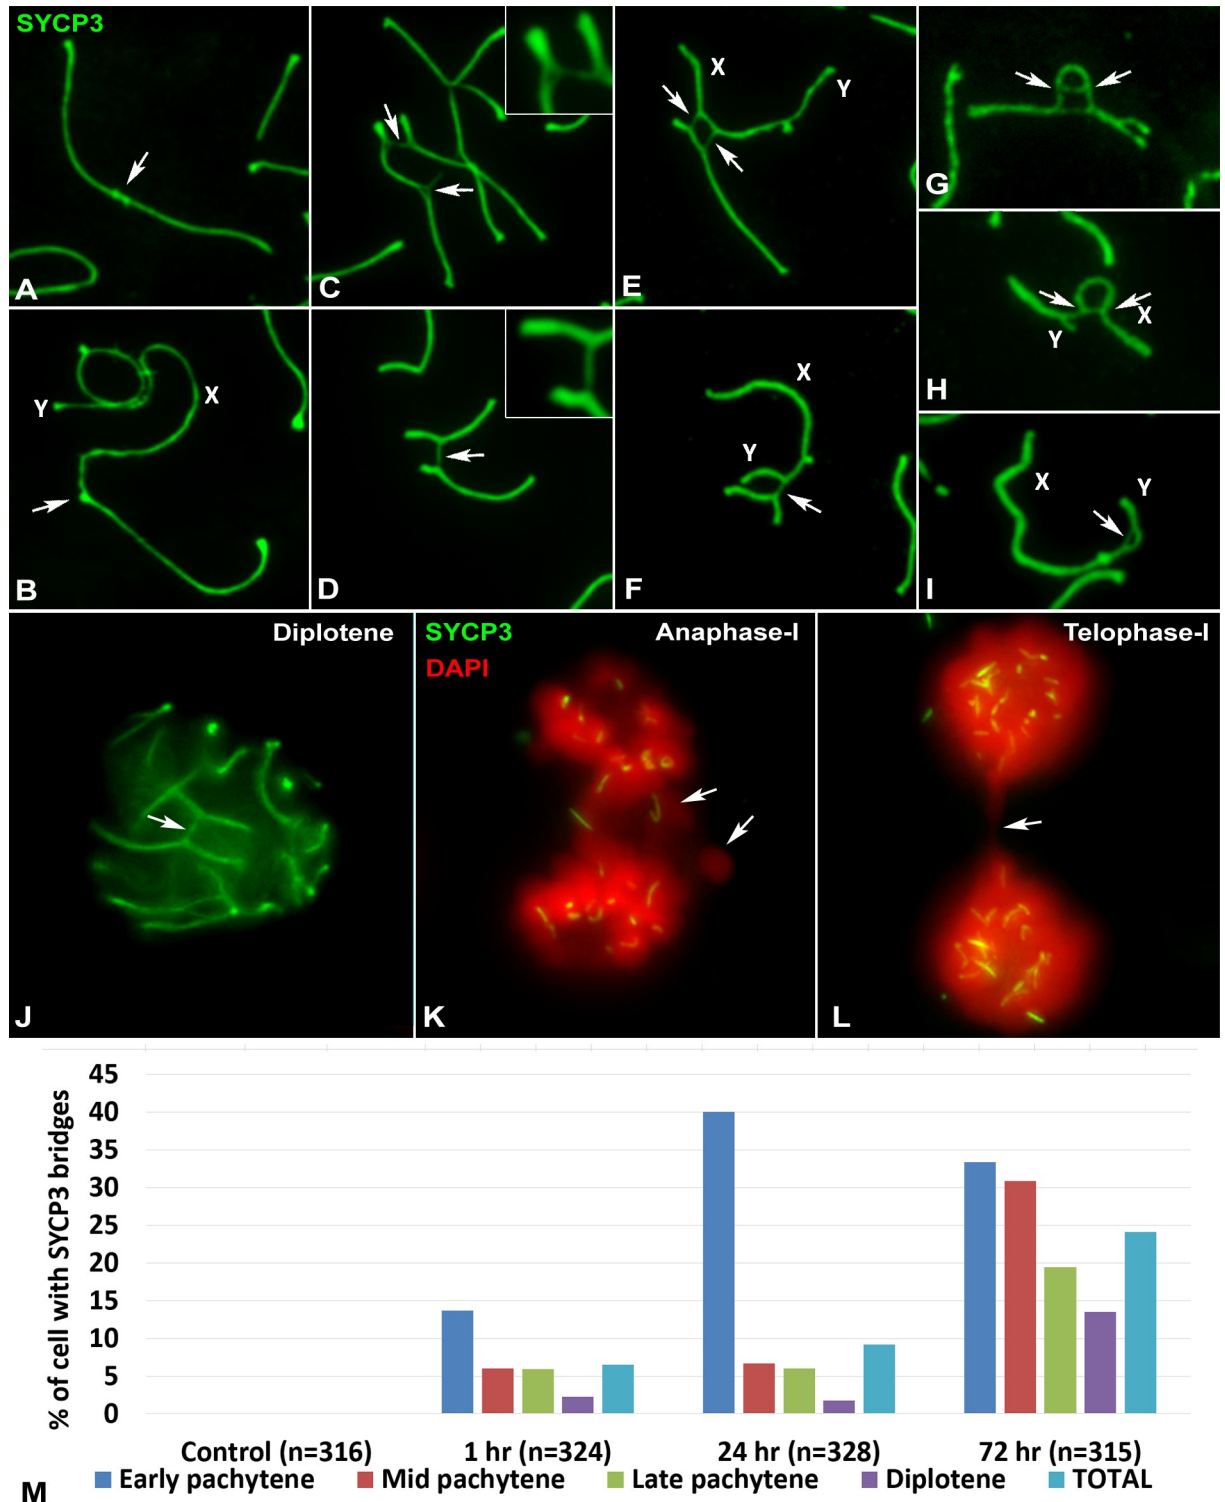 SYCP3
A
C
E
X
Y
G
B
Y
X
D
F
X
Y
H
Y
X
I
X
Y
Diplotene
J
SYCP3
DAPI
Anaphase-I
K
Telophase-I
L
% of cell with SYCP3 bridges
45
40
35
30
25
20
15
10
5
0
Control (n=316) 1 hr (n=324) 24 hr (n=328) 72 hr (n=315)
Early pachytene Mid pachytene Late pachytene Diplotene TOTAL
M